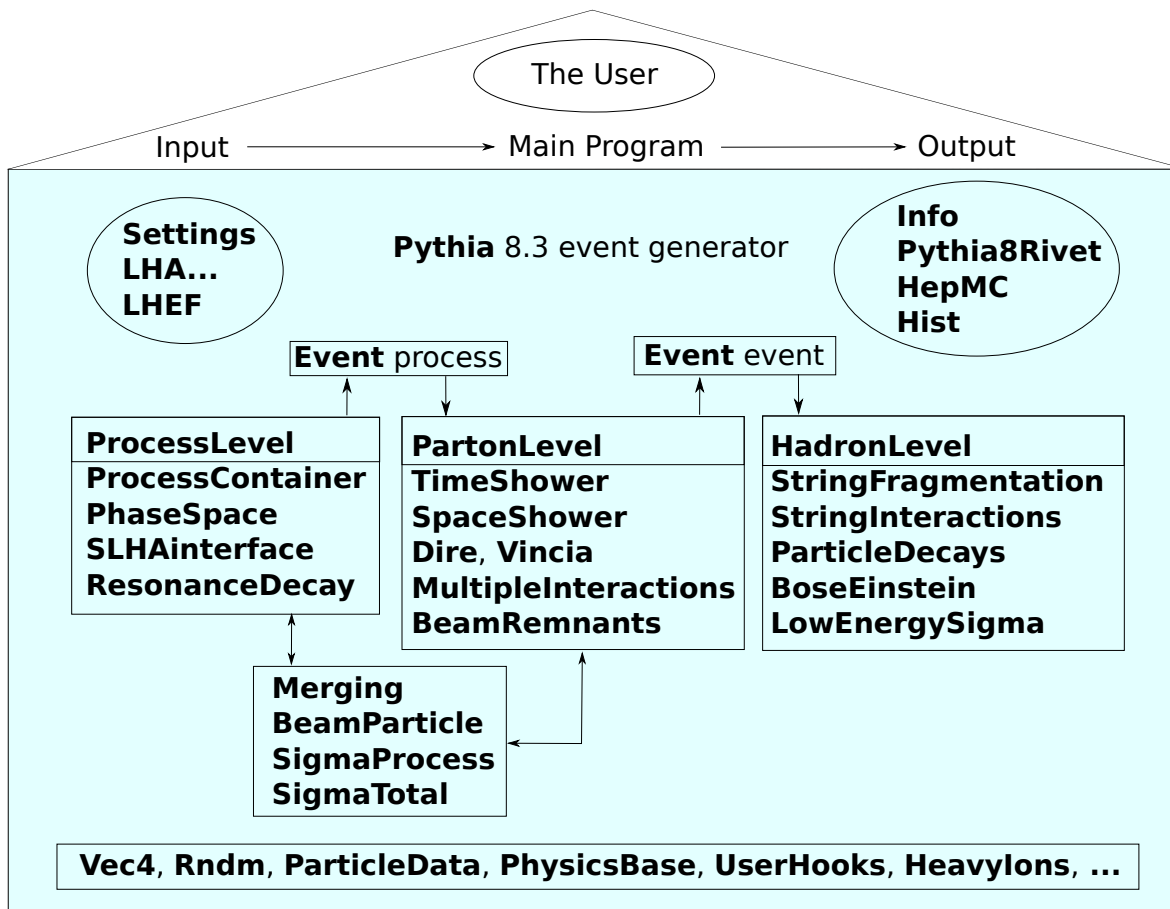 The User
Input
Main Program
Output
Settings
LHA...
LHEF
Pythia 8.3 event generator
Info
Pythia8Rivet
HepMC
Hist
Event process
Event event
ProcessLevel
ProcessContainer
PhaseSpace
SLHAinterface
ResonanceDecay
PartonLevel
TimeShower
SpaceShower
Dire, Vincia
MultipleInteractions
BeamRemnants
HadronLevel
StringFragmentation
StringInteractions
ParticleDecays
BoseEinstein
LowEnergySigma
Merging
BeamParticle
SigmaProcess
SigmaTotal
Vec4, Rndm, ParticleData, PhysicsBase, UserHooks, HeavyIons, ...